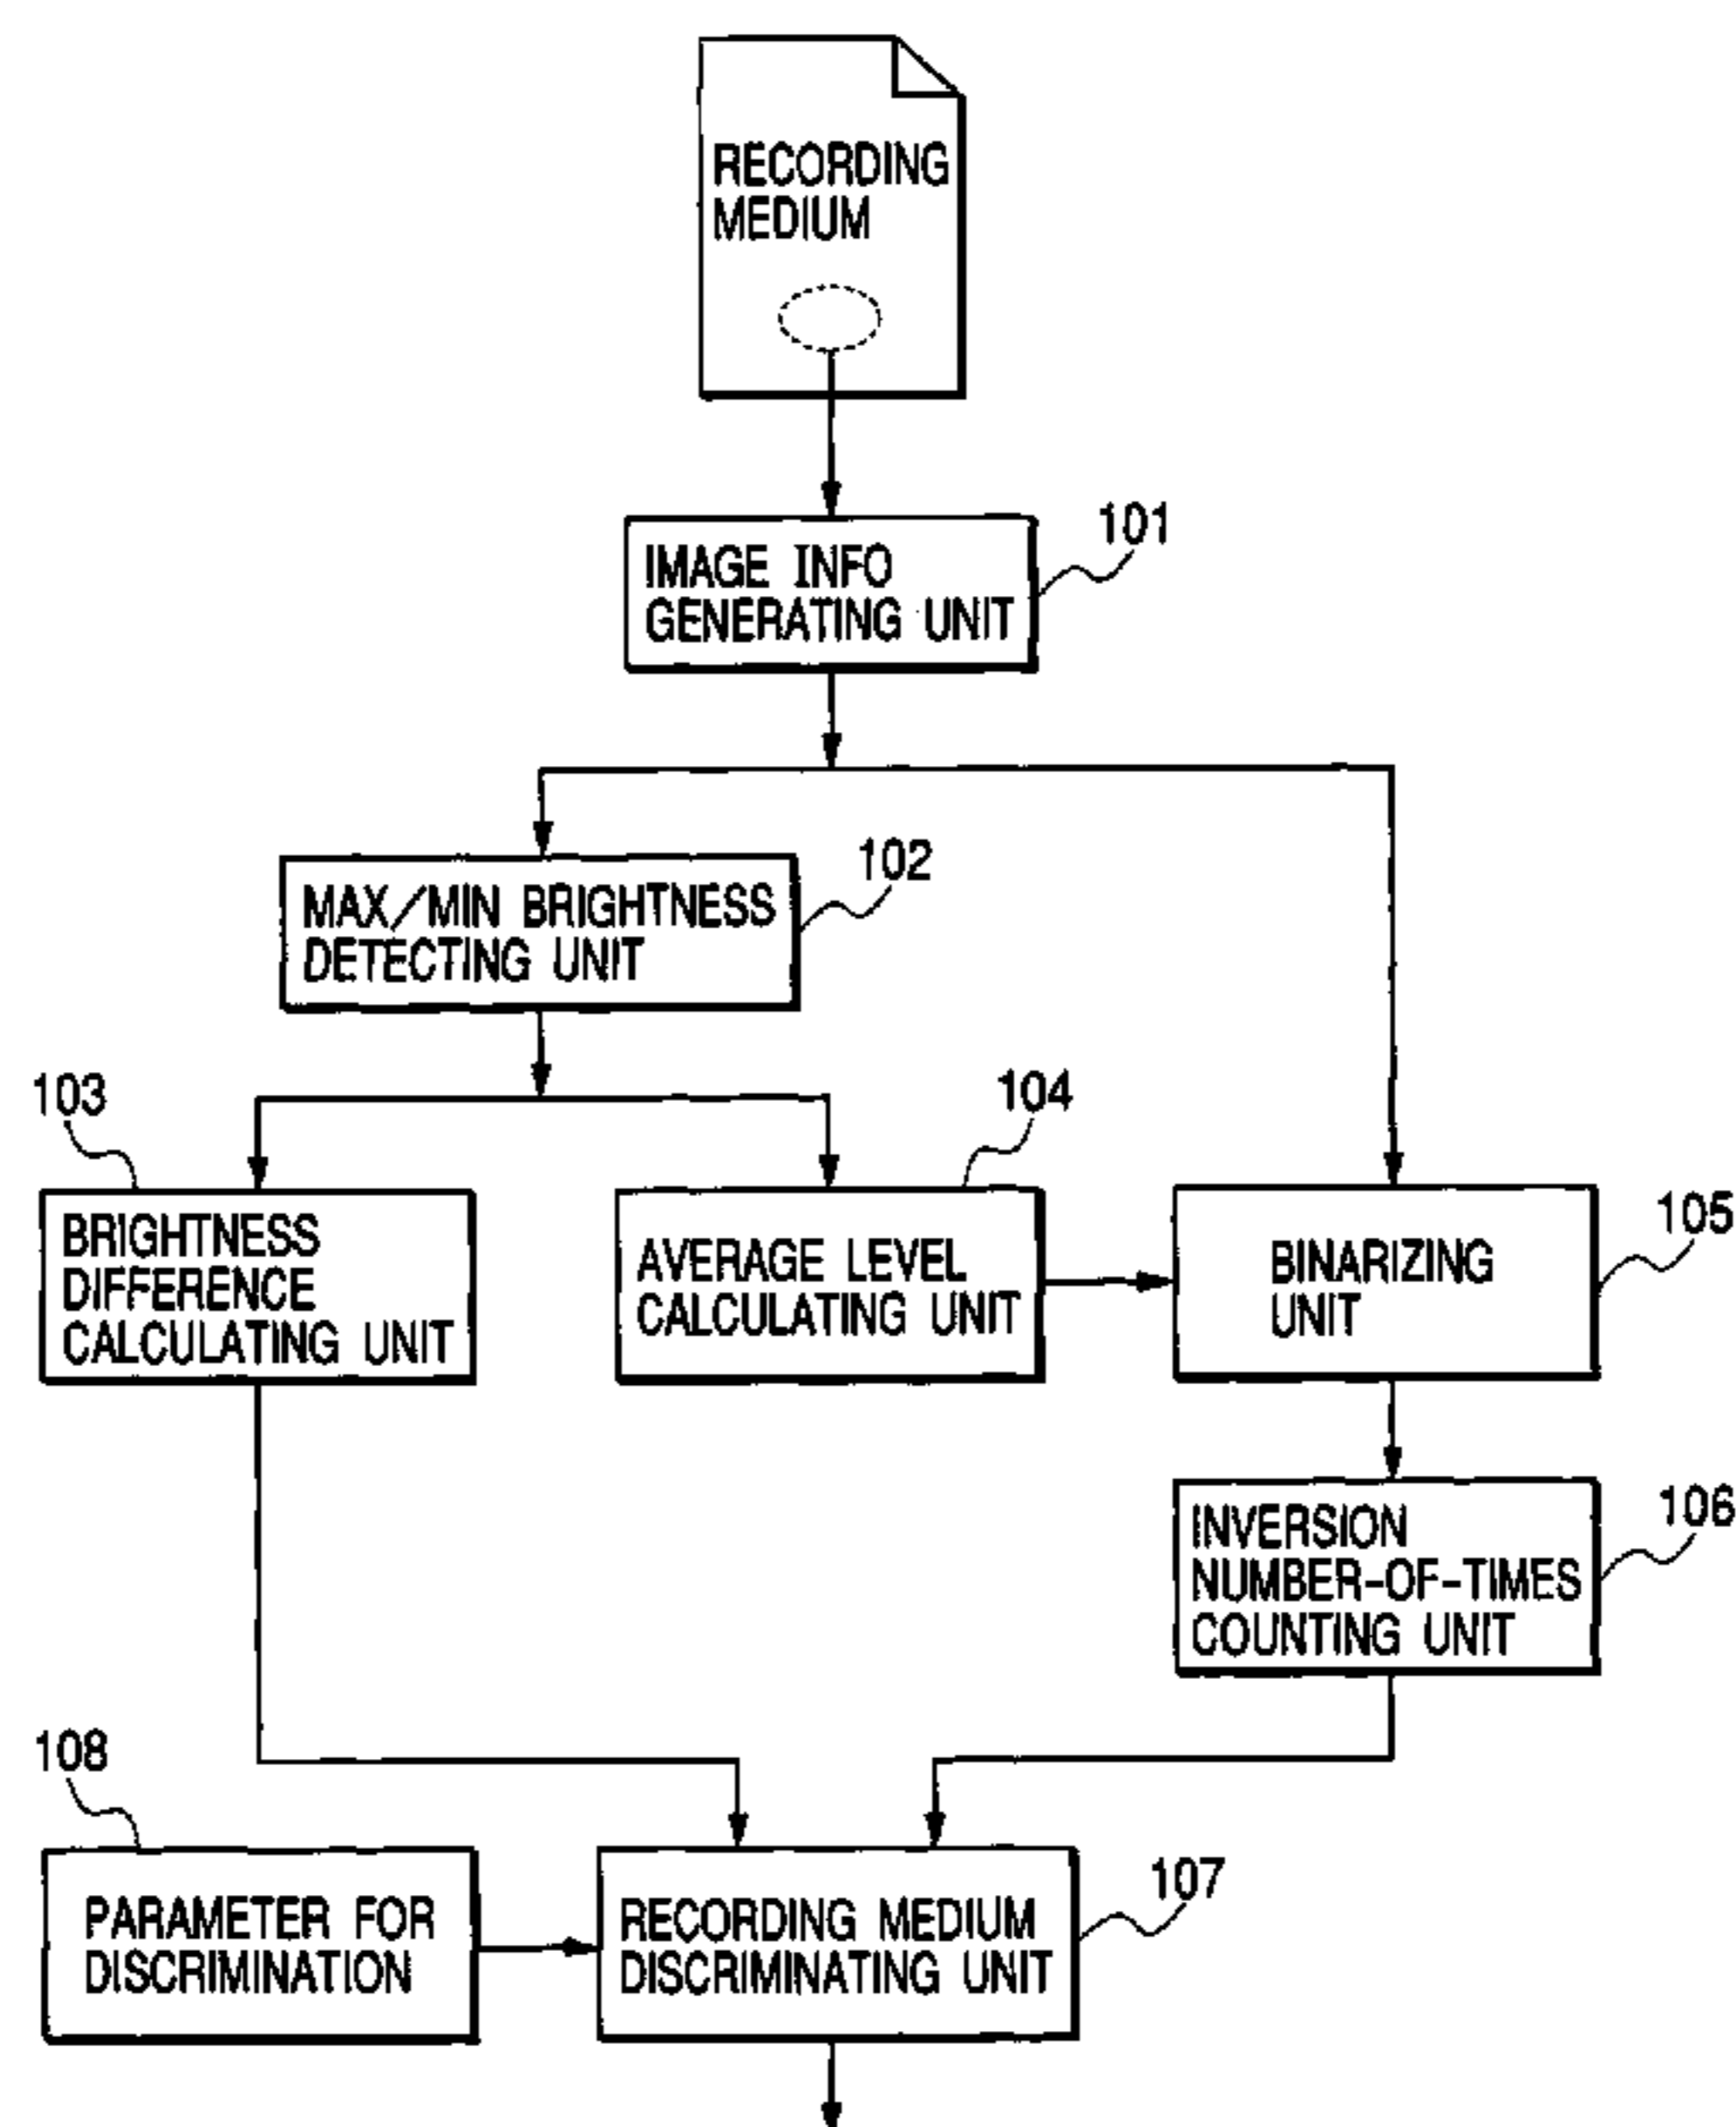 RECORDING
MEDIUM
101
IMAGE INFO
GENERATING UNIT
102
MAX/MIN BRIGHTNESS
DETECTING UNIT
103
104
105
BRIGHTNESS
DIFFERENCE
CALCULATING UNIT
AVERAGE LEVEL
CALCULATING UNIT
BINARIZING
UNIT
106
INVERSION
NUMBER-OF-TIMES
COUNTING UNIT
108
107
PARAMETER FOR
DISCRIMINATION
RECORDING MEDIUM
DISCRIMINATING UNIT